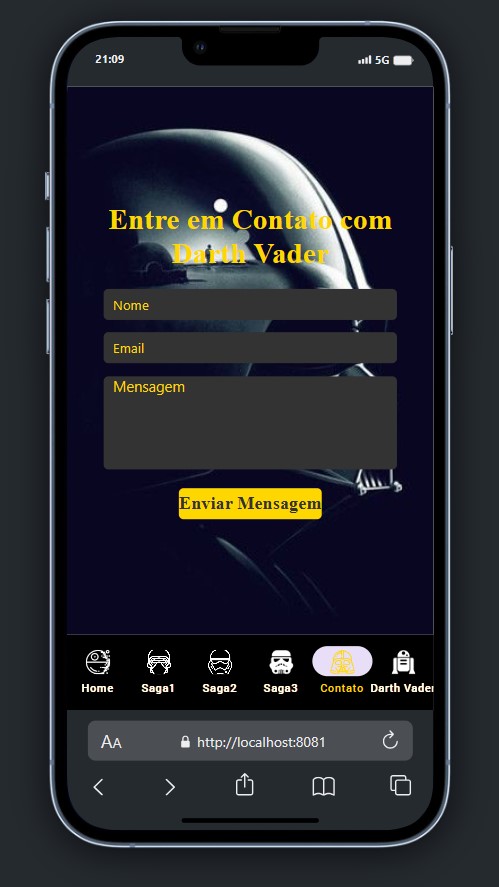 21:09
5G
Entre em Contato com
Darth Vader
Nome
Email
Mensagem
Enviar Mensagem
Home Saga1 Saga2 Saga3 Contato Darth Vader
AA http://localhost:8081